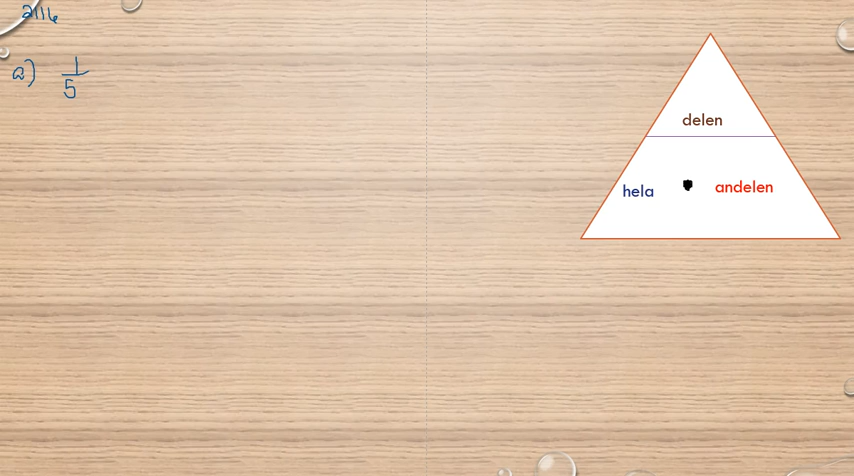 2116
a) 1/5
delen
hela • andelen